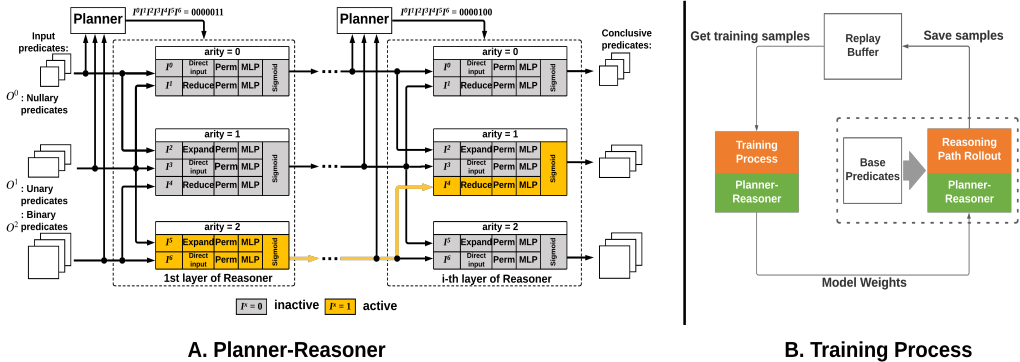 Planner
I⁰I¹I²I³I⁴I⁵I⁶ = 0000011
Planner
I⁰I¹I²I³I⁴I⁵I⁶ = 0000100
Input
predicates:
O⁰ : Nullary
predicates
O¹
: Unary
predicates
: Binary
O² predicates
arity = 0
I⁰ Direct input Perm MLP
I¹ Reduce Perm MLP
Sigmoid
arity = 1
I² Expand Perm MLP
I³ Direct input Perm MLP
I⁴ Reduce Perm MLP
Sigmoid
arity = 2
I⁵ Expand Perm MLP
I⁶ Direct input Perm MLP
Sigmoid
1st layer of Reasoner
arity = 0
I⁰ Direct input Perm MLP
I¹ Reduce Perm MLP
Sigmoid
arity = 1
I² Expand Perm MLP
I³ Direct input Perm MLP
I⁴ Reduce Perm MLP
Sigmoid
arity = 2
I⁵ Expand Perm MLP
I⁶ Direct input Perm MLP
Sigmoid
i-th layer of Reasoner
Conclusive
predicates:
Iˣ = 0 inactive Iˣ = 1 active
A. Planner-Reasoner
Get training samples
Replay
Buffer
Save samples
Training
Process
Planner-
Reasoner
Base
Predicates
Reasoning
Path Rollout
Planner-
Reasoner
Model Weights
B. Training Process